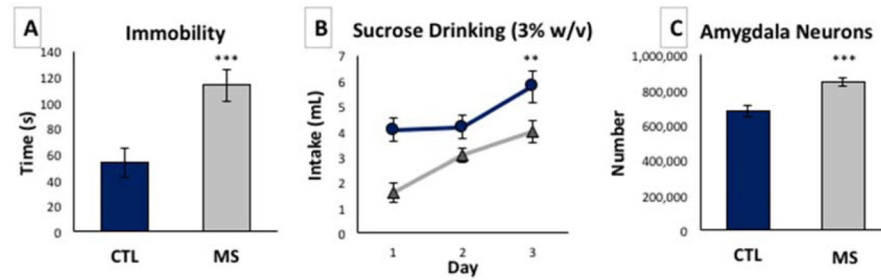 A
Immobility
Time (s)
140
120
100
80
60
40
20
0
***
CTL
MS
B
Sucrose Drinking (3% w/v)
Intake (mL)
7
6
5
4
3
2
1
0
**
1
2
3
Day
C
Amygdala Neurons
Number
1,000,000
800,000
600,000
400,000
200,000
0
***
CTL
MS